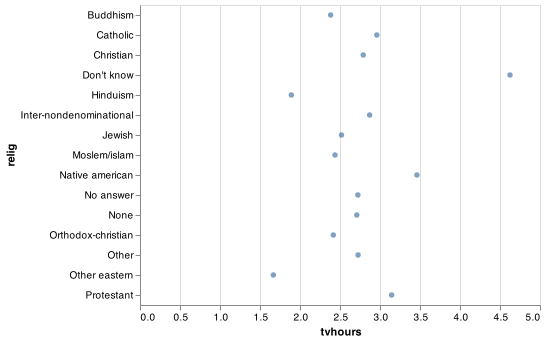 Buddhism
Catholic
Christian
Don't know
Hinduism
Inter-nondenominational
Jewish
Moslem/islam
Native american
No answer
None
Orthodox-christian
Other
Other eastern
Protestant
relig
0.0 0.5 1.0 1.5 2.0 2.5 3.0 3.5 4.0 4.5 5.0
tvhours